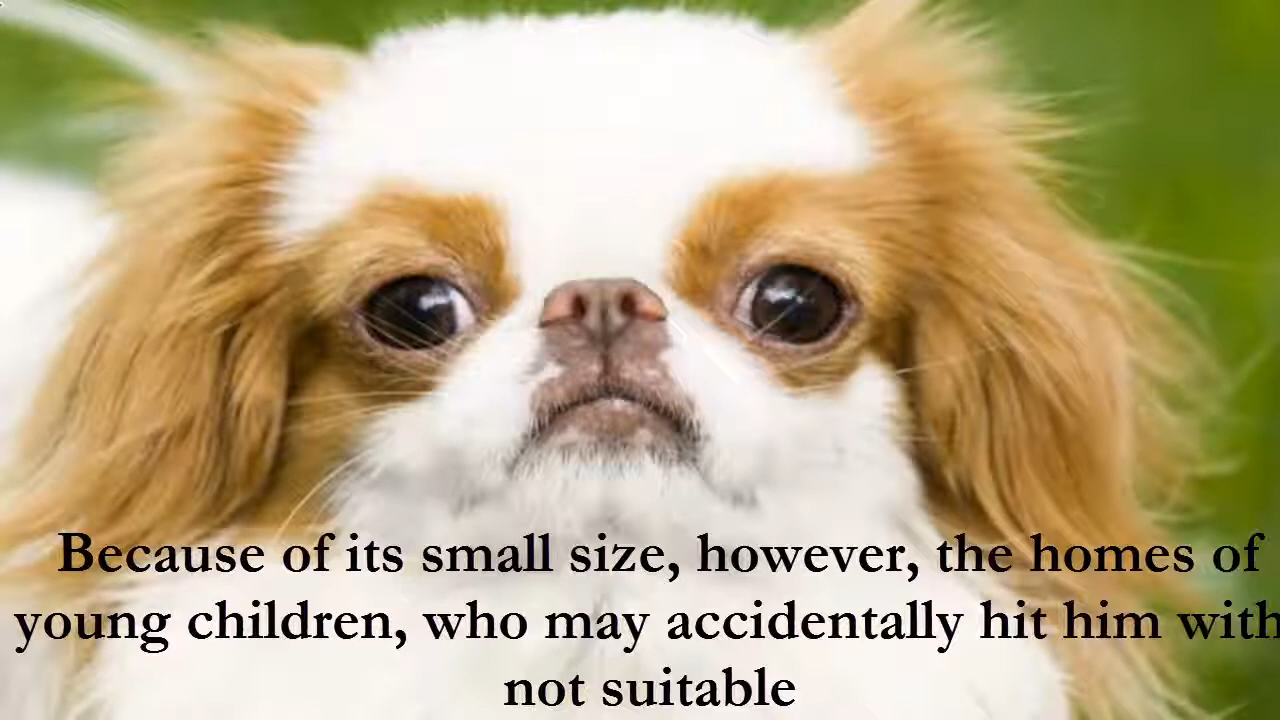 Because of its small size, however, the homes of
young children, who may accidentally hit him with
not suitable